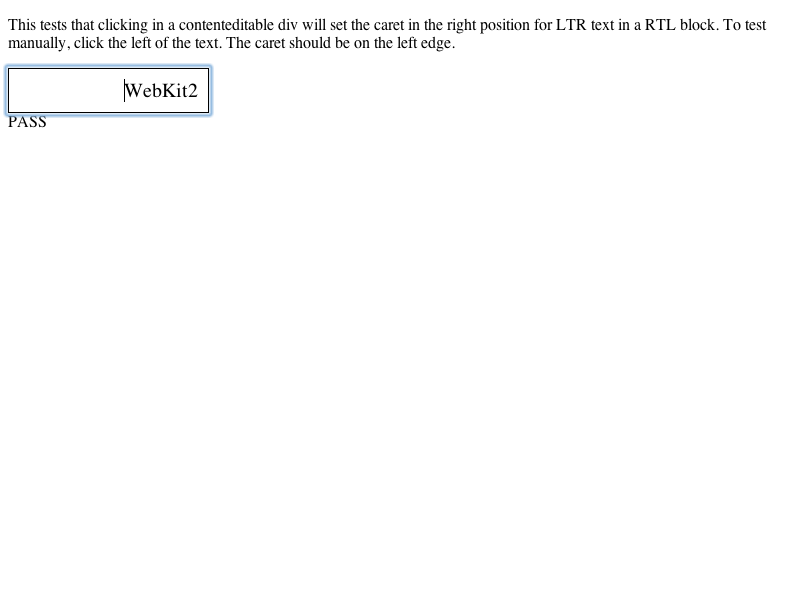 This tests that clicking in a contenteditable div will set the caret in the right position for LTR text in a RTL block. To test
manually, click the left of the text. The caret should be on the left edge.
WebKit2
PASS